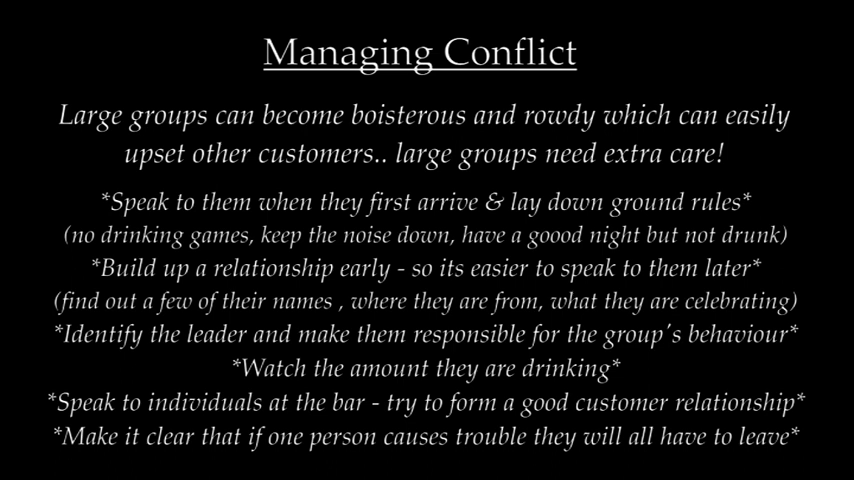 Managing Conflict
Large groups can become boisterous and rowdy which can easily
upset other customers.. large groups need extra care!
*Speak to them when they first arrive & lay down ground rules*
(no drinking games, keep the noise down, have a goood night but not drunk)
*Build up a relationship early - so its easier to speak to them later*
(find out a few of their names , where they are from, what they are celebrating)
*Identify the leader and make them responsible for the group's behaviour*
*Watch the amount they are drinking*
*Speak to individuals at the bar - try to form a good customer relationship*
*Make it clear that if one person causes trouble they will all have to leave*